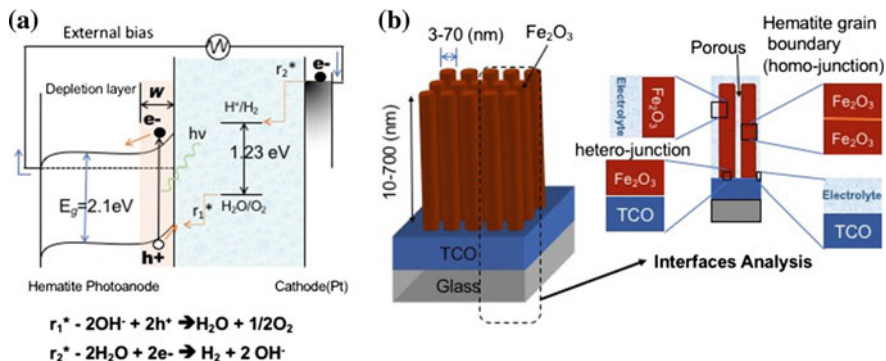 (a)
External bias
W
e-
r₂*
Depletion layer
w
e-
H⁺/H₂
hν
1.23 eV
E₉=2.1eV
r₁*
H₂O/O₂
h+
Hematite Photoanode
Cathode(Pt)
r₁* - 2OH⁻ + 2h⁺ ➔H₂O + 1/2O₂
r₂* - 2H₂O + 2e- ➔ H₂ + 2 OH⁻
(b)
3-70 (nm)
Fe₂O₃
10-700 (nm)
TCO
Glass
Porous
Hematite grain
boundary
(homo-junction)
Electrolyte
Fe₂O₃
Fe₂O₃
Fe₂O₃
hetero-junction
Fe₂O₃
TCO
Electrolyte
TCO
Interfaces Analysis